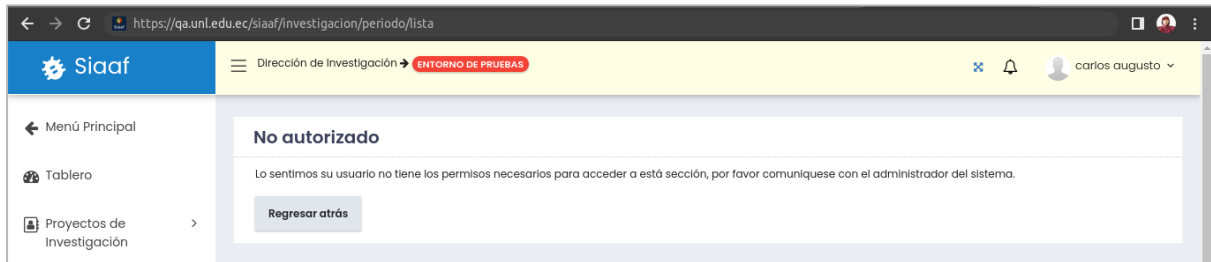 https://qa.unl.edu.ec/siaaf/investigacion/periodo/lista
Siaaf
Dirección de Investigación ENTORNO DE PRUEBAS
carlos augusto
Menú Principal
No autorizado
Tablero
Lo sentimos su usuario no tiene los permisos necesarios para acceder a está sección, por favor comuniquese con el administrador del sistema.
Regresar atrás
Proyectos de
Investigación